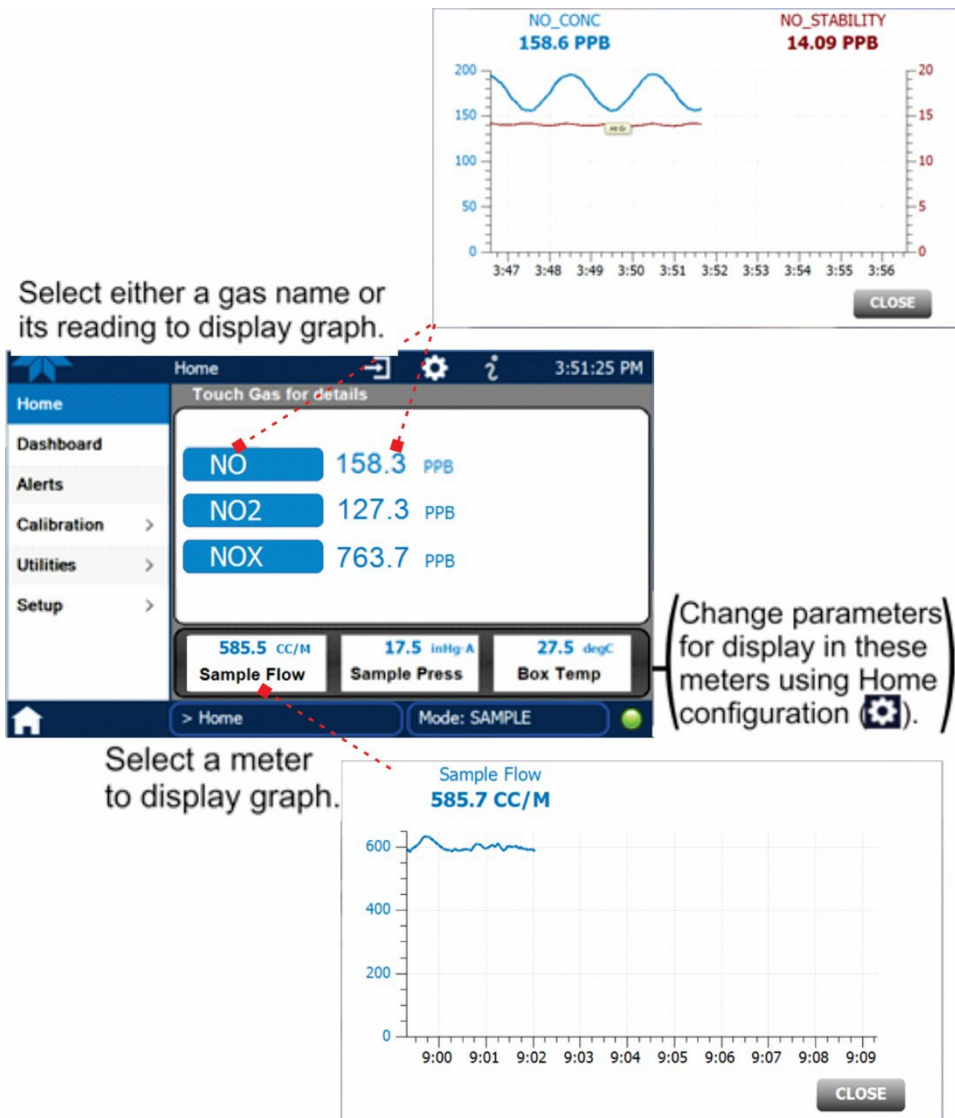 NO_CONC
158.6 PPB
NO_STABILITY
14.09 PPB
200
150
100
50
0
20
15
10
5
0
3:47 3:48 3:49 3:50 3:51 3:52 3:53 3:54 3:55 3:56
CLOSE
Select either a gas name or
its reading to display graph.
Home
3:51:25 PM
Home
Dashboard
Alerts
Calibration >
Utilities >
Setup >
Touch Gas for details
NO 158.3 PPB
NO2 127.3 PPB
NOX 763.7 PPB
585.5 CC/M
Sample Flow
17.5 inHg-A
Sample Press
27.5 degC
Box Temp
> Home
Mode: SAMPLE
Change parameters
for display in these
meters using Home
configuration ( ).
Select a meter
to display graph.
Sample Flow
585.7 CC/M
600
400
200
0
9:00 9:01 9:02 9:03 9:04 9:05 9:06 9:07 9:08 9:09
CLOSE